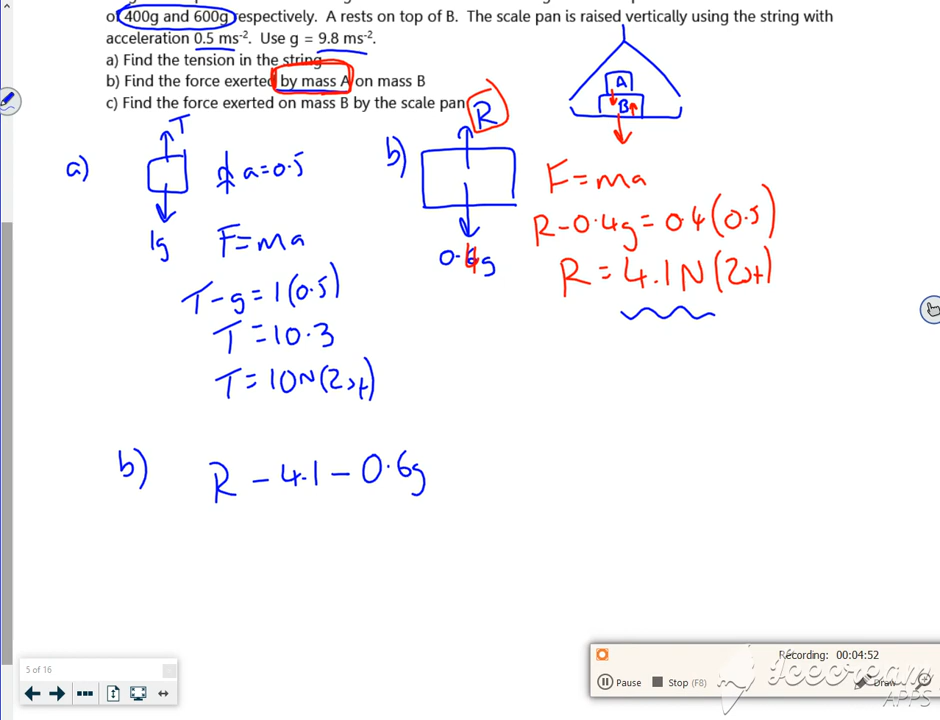 of 400g and 600g respectively. A rests on top of B. The scale pan is raised vertically using the string with
acceleration 0.5 ms-2. Use g = 9.8 ms-2.
a) Find the tension in the string
b) Find the force exerted by mass A on mass B
c) Find the force exerted on mass B by the scale pan
A
B
a)
T
a=0.5
1g
F=ma
T-g=1(0.5)
T=10.3
T=10N(2sf)
b)
R
0.4g
F=ma
R-0.4g=0.4(0.5)
R=4.1N(2sf)
b) R-4.1-0.6g
5 of 16
Recording: 00:04:52
Pause Stop (F8) Draw
Icecream
APPS